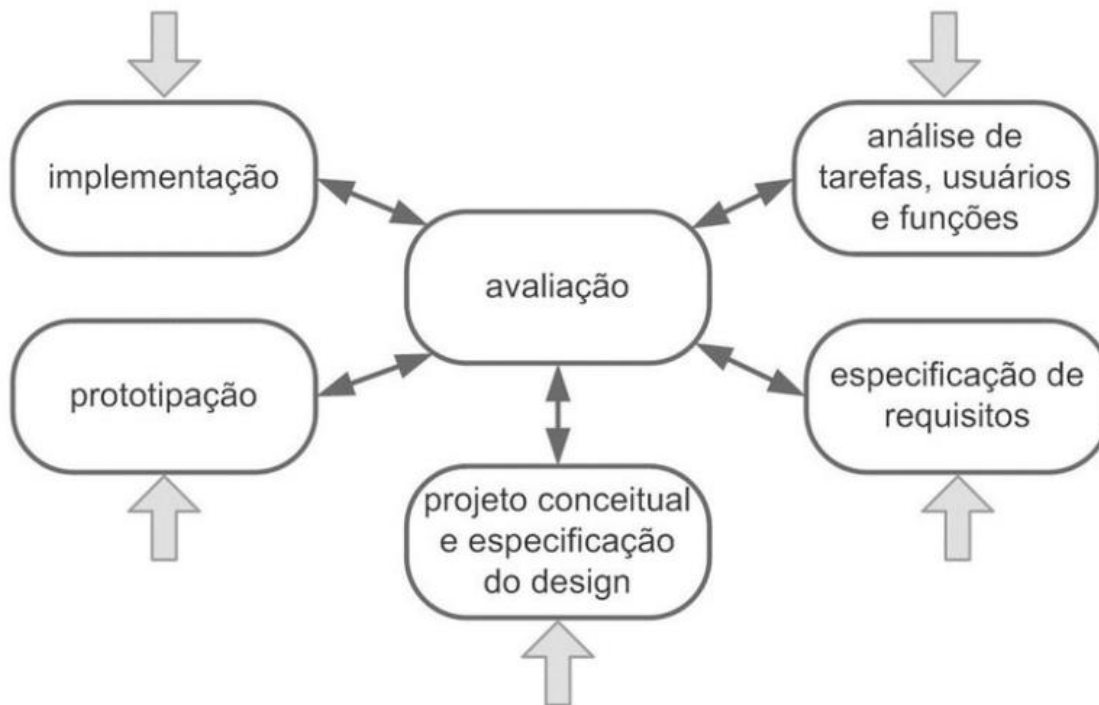 implementação
análise de
tarefas, usuários
e funções
avaliação
prototipação
especificação de
requisitos
projeto conceitual
e especificação
do design